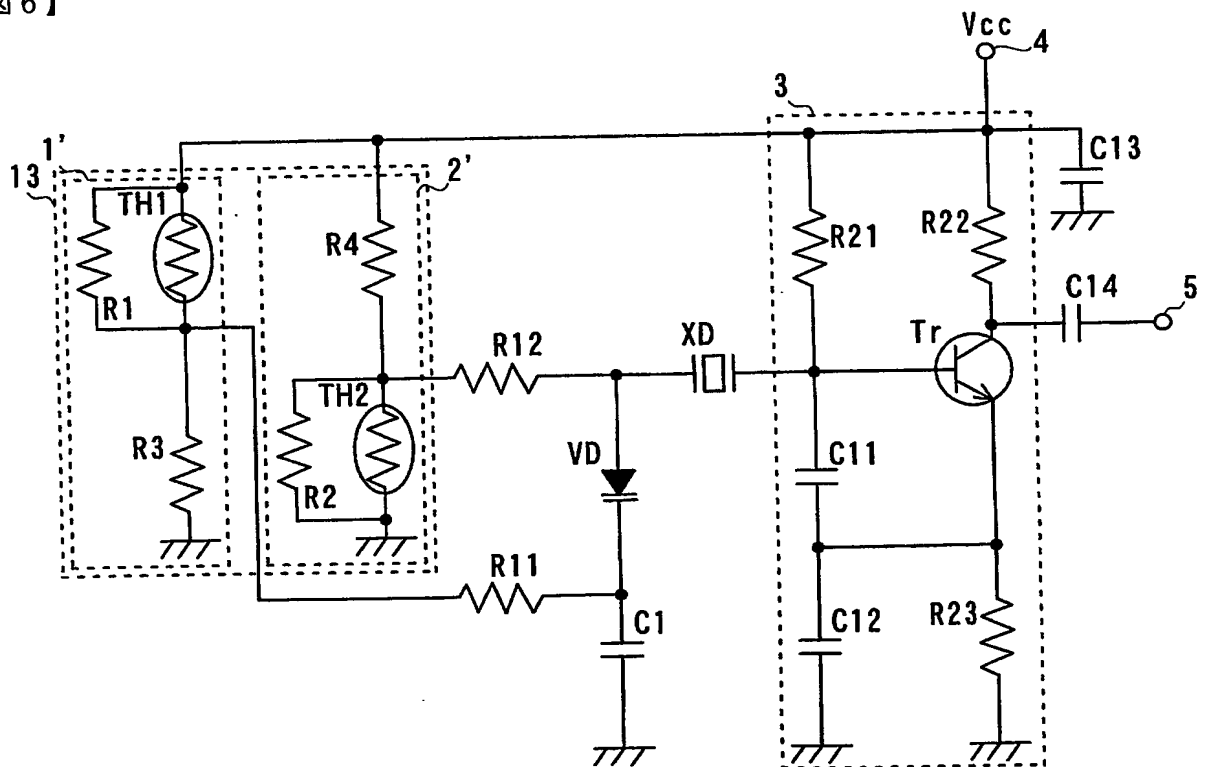 図6】
Vcc
4
3
1'
13
TH1
2'
C13
R4
R21
R22
R1
C14
5
R12
XD
Tr
TH2
R3
VD
C11
R2
R11
C1
C12
R23